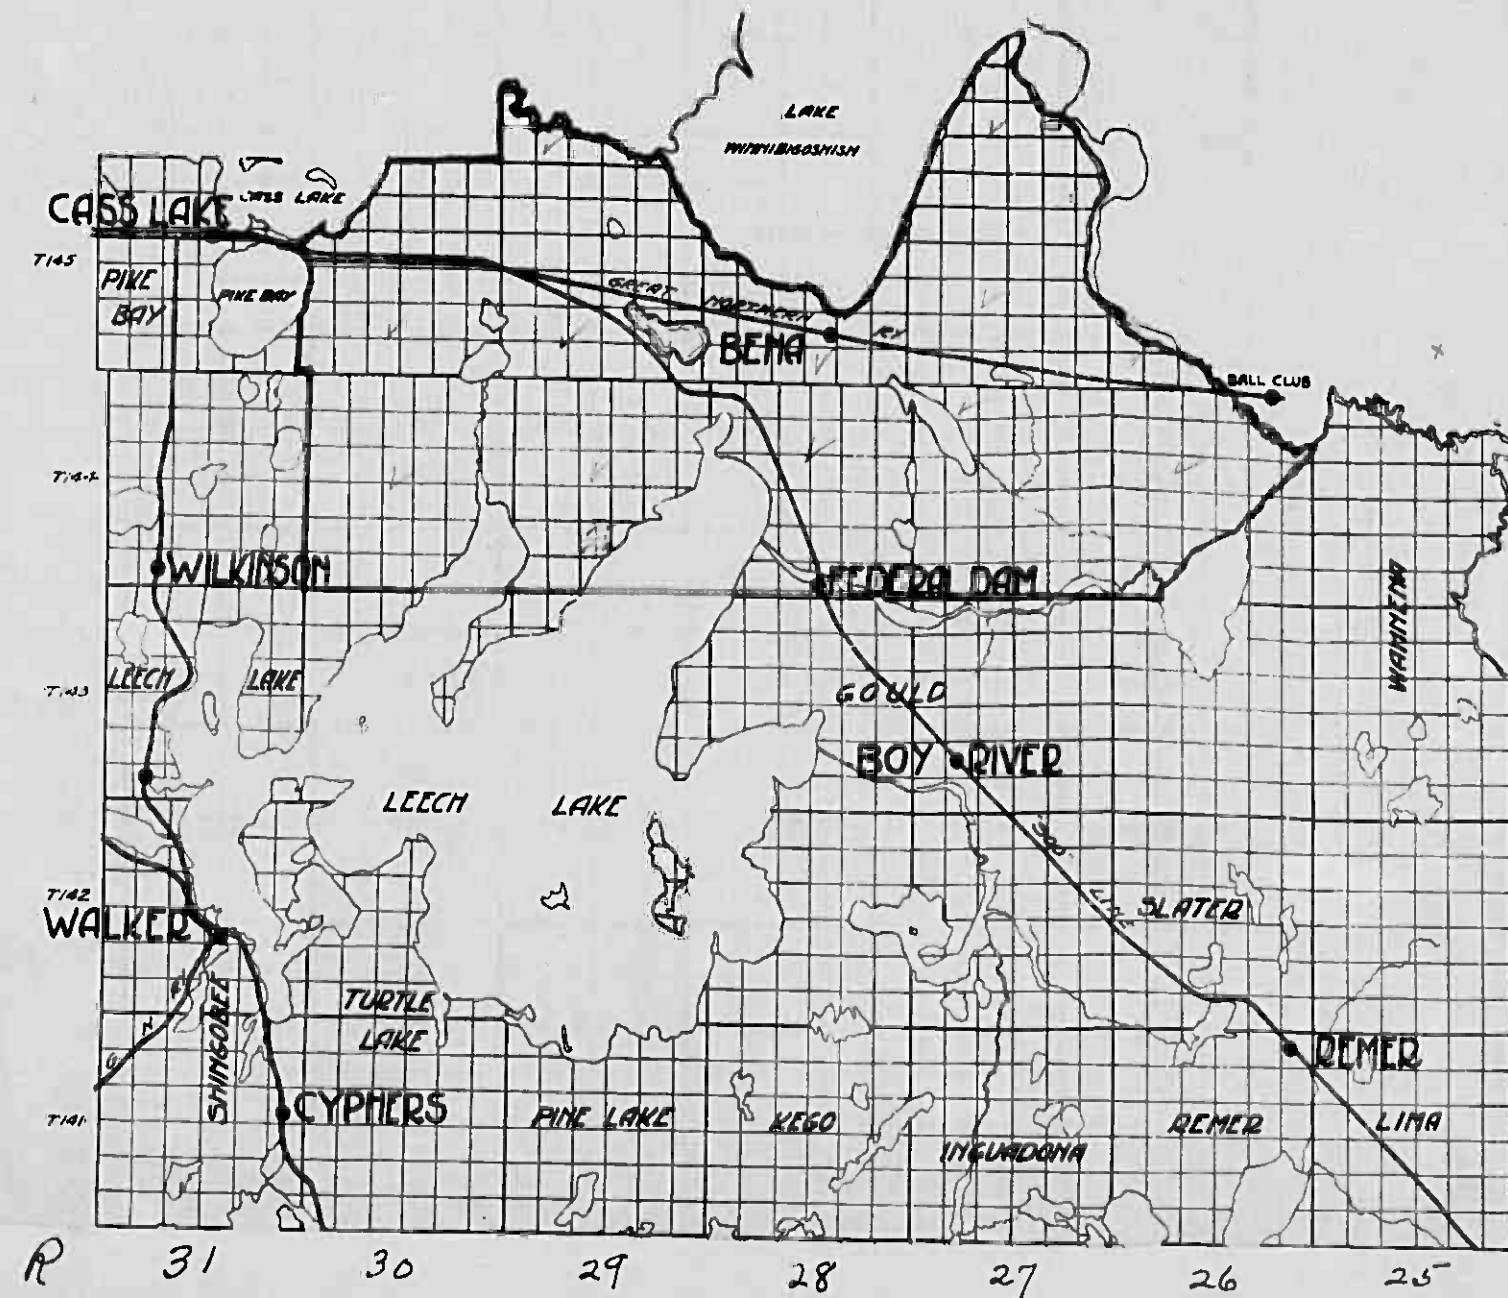 LAKE
WINNIBIGOSHISH
CASS LAKE
CASS LAKE
T145
PIKE
BAY
PIKE BAY
GREAT NORTHERN RY
BENA
BALL CLUB
T144
WILKINSON
FEDERAL DAM
WAHNENA
LEECH LAKE
T143
GOULD
BOY RIVER
LEECH LAKE
"SOO"
LINE
T142
WALKER
SLATER
SHINGOBEE
G. N. R.
TURTLE
LAKE
REMER
CYPHERS
T141
PINE LAKE
KEGO
INGUADONA
REMER
LIMA
R 31 30 29 28 27 26 25